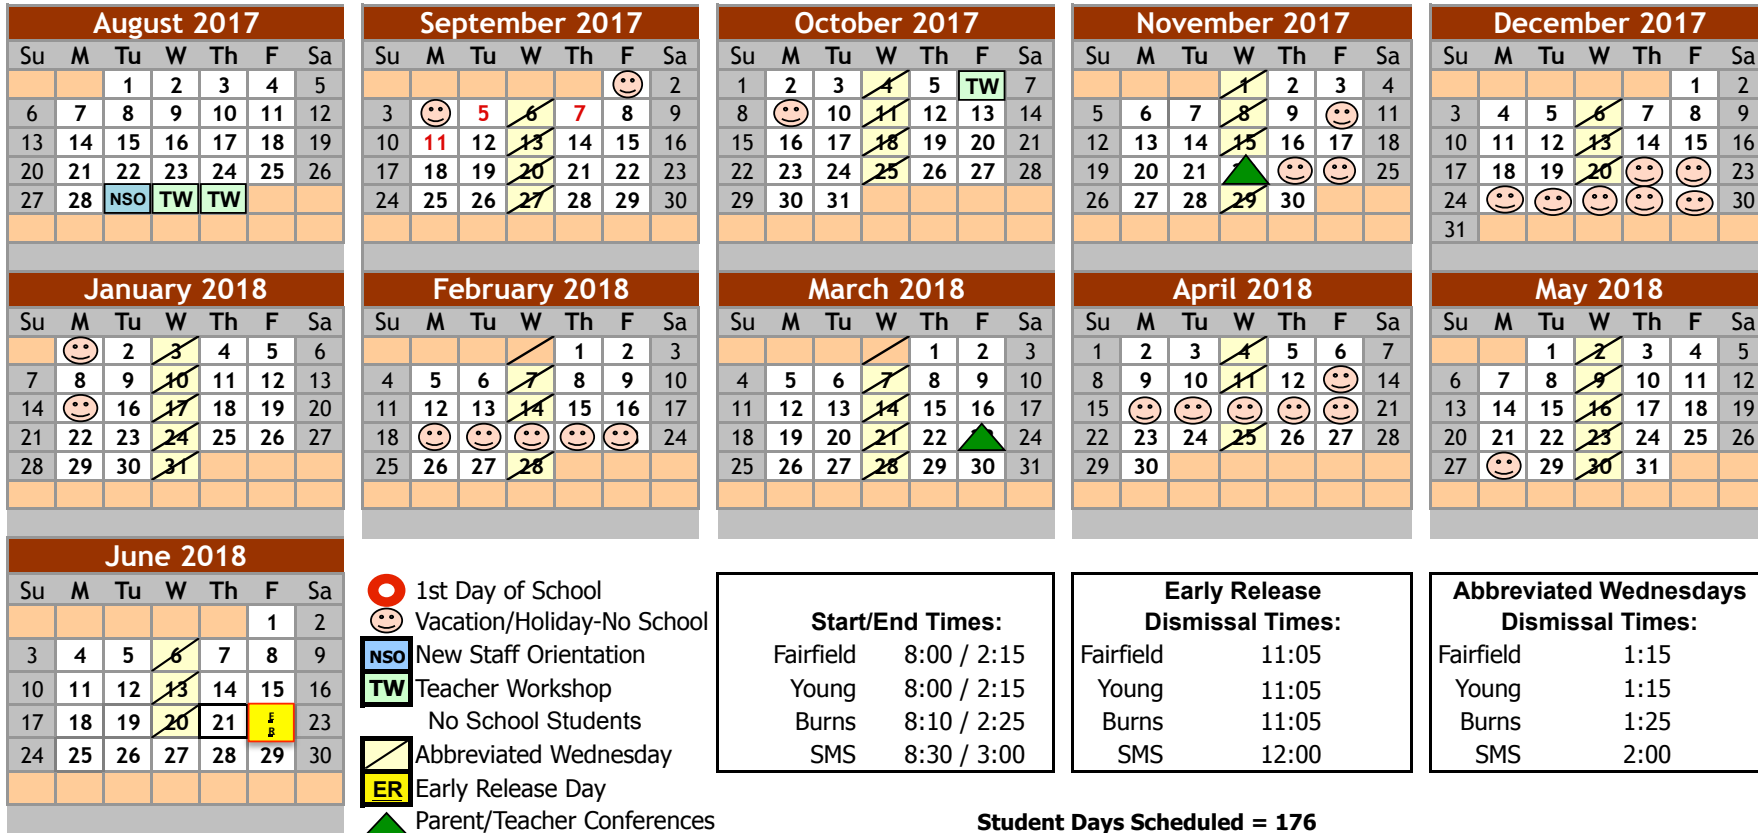 August 2017
Su M Tu W Th F Sa
1 2 3 4 5
6 7 8 9 10 11 12
13 14 15 16 17 18 19
20 21 22 23 24 25 26
27 28 NSO TW TW
September 2017
Su M Tu W Th F Sa
2
3 5 6 7 8 9
10 11 12 13 14 15 16
17 18 19 20 21 22 23
24 25 26 27 28 29 30
October 2017
Su M Tu W Th F Sa
1 2 3 4 5 TW 7
8 10 11 12 13 14
15 16 17 18 19 20 21
22 23 24 25 26 27 28
29 30 31
November 2017
Su M Tu W Th F Sa
1 2 3 4
5 6 7 8 9 11
12 13 14 15 16 17 18
19 20 21 25
26 27 28 29 30
December 2017
Su M Tu W Th F Sa
1 2
3 4 5 6 7 8 9
10 11 12 13 14 15 16
17 18 19 20 23
24 30
31
January 2018
Su M Tu W Th F Sa
2 3 4 5 6
7 8 9 10 11 12 13
14 16 17 18 19 20
21 22 23 24 25 26 27
28 29 30 31
February 2018
Su M Tu W Th F Sa
1 2 3
4 5 6 7 8 9 10
11 12 13 14 15 16 17
18 24
25 26 27 28
March 2018
Su M Tu W Th F Sa
1 2 3
4 5 6 7 8 9 10
11 12 13 14 15 16 17
18 19 20 21 22 24
25 26 27 28 29 30 31
April 2018
Su M Tu W Th F Sa
1 2 3 4 5 6 7
8 9 10 11 12 14
15 21
22 23 24 25 26 27 28
29 30
May 2018
Su M Tu W Th F Sa
1 2 3 4 5
6 7 8 9 10 11 12
13 14 15 16 17 18 19
20 21 22 23 24 25 26
27 29 30 31
June 2018
Su M Tu W Th F Sa
1 2
3 4 5 6 7 8 9
10 11 12 13 14 15 16
17 18 19 20 21 23
24 25 26 27 28 29 30
1st Day of School
Vacation/Holiday-No School
NSO New Staff Orientation
TW Teacher Workshop
No School Students
Abbreviated Wednesday
ER Early Release Day
Parent/Teacher Conferences
Start/End Times:
Fairfield 8:00 / 2:15
Young 8:00 / 2:15
Burns 8:10 / 2:25
SMS 8:30 / 3:00
Early Release
Dismissal Times:
Fairfield 11:05
Young 11:05
Burns 11:05
SMS 12:00
Abbreviated Wednesdays
Dismissal Times:
Fairfield 1:15
Young 1:15
Burns 1:25
SMS 2:00
Student Days Scheduled = 176